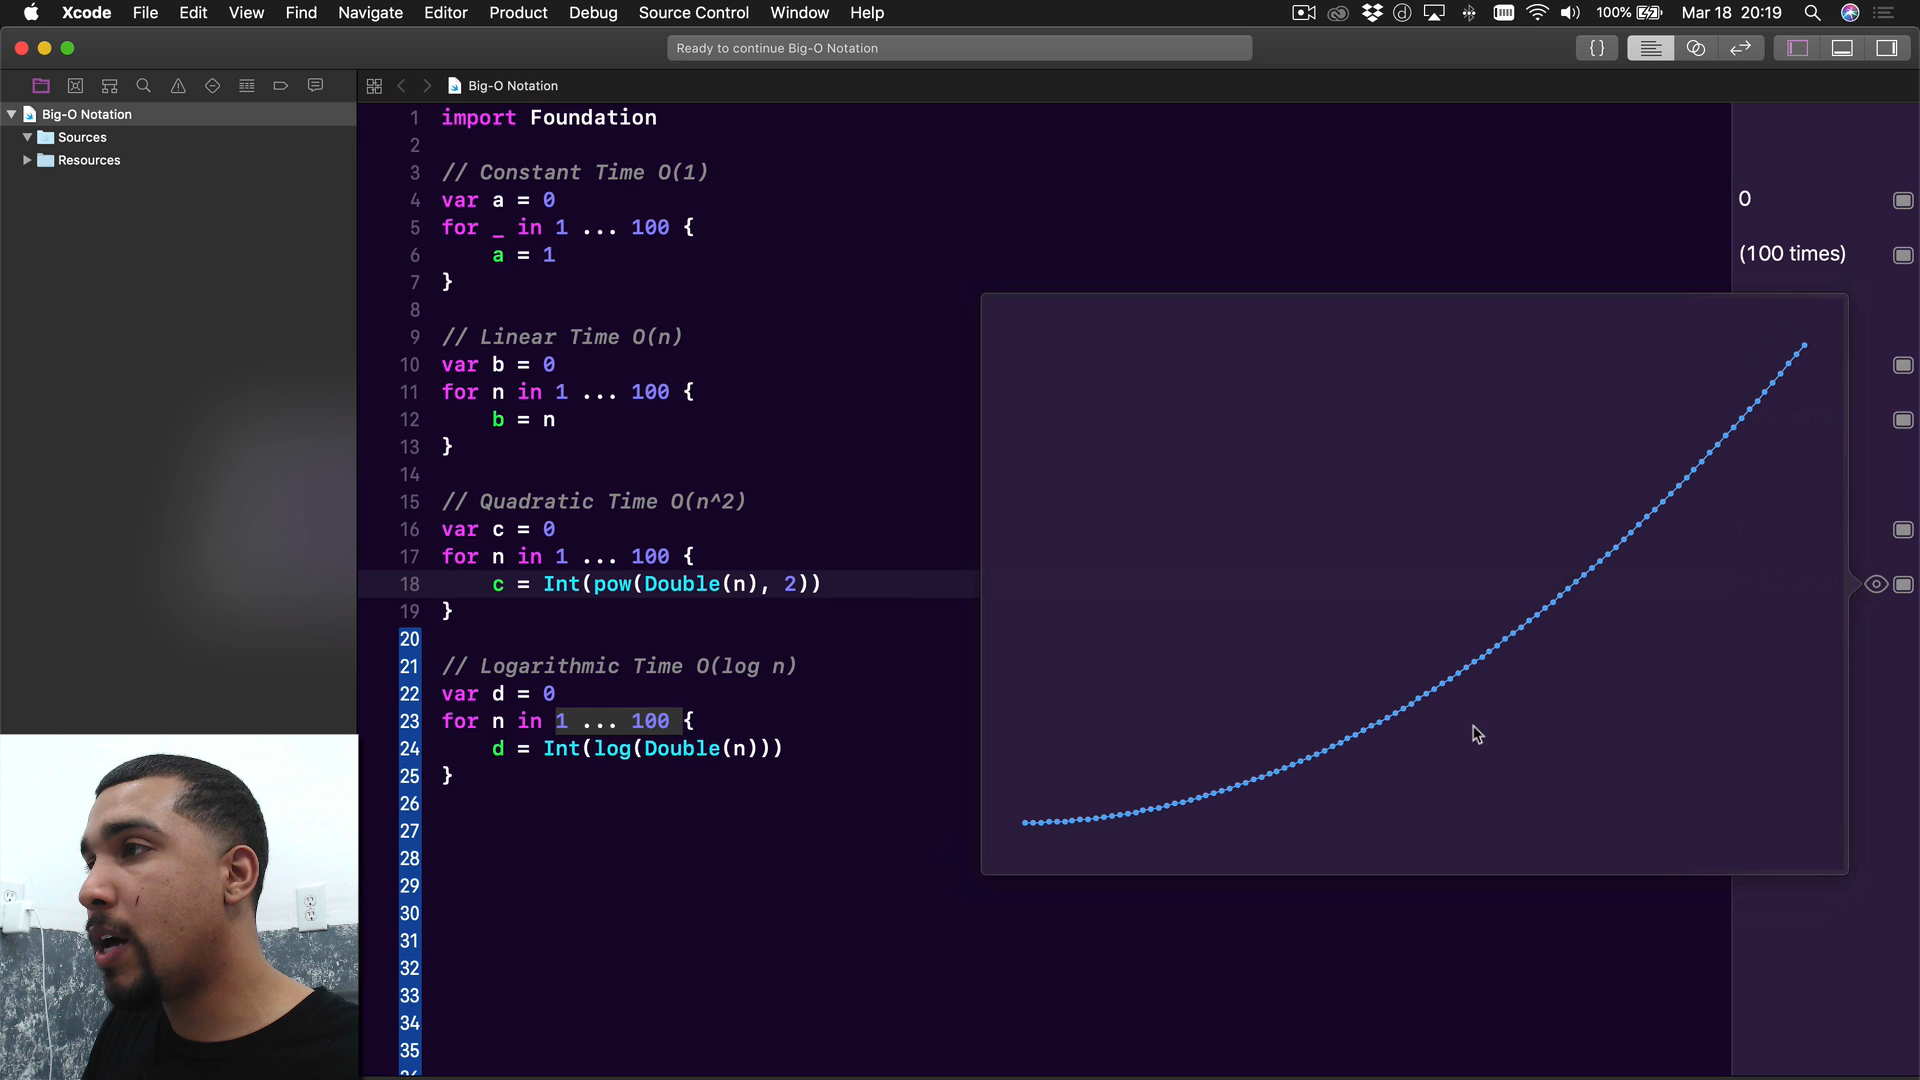 Xcode File Edit View Find Navigate Editor Product Debug Source Control Window Help 100% Mar 18 20:19
Ready to continue Big-O Notation
{}
Big-O Notation
Big-O Notation
Sources
Resources
1 import Foundation
2
3 // Constant Time O(1)
4 var a = 0
0
5 for _ in 1 ... 100 {
6 a = 1
(100 times)
7 }
8
9 // Linear Time O(n)
10 var b = 0
11 for n in 1 ... 100 {
12 b = n
13 }
14
15 // Quadratic Time O(n^2)
16 var c = 0
17 for n in 1 ... 100 {
18 c = Int(pow(Double(n), 2))
19 }
20
21 // Logarithmic Time O(log n)
22 var d = 0
23 for n in 1 ... 100 {
24 d = Int(log(Double(n)))
25 }
26
27
28
29
30
31
32
33
34
35